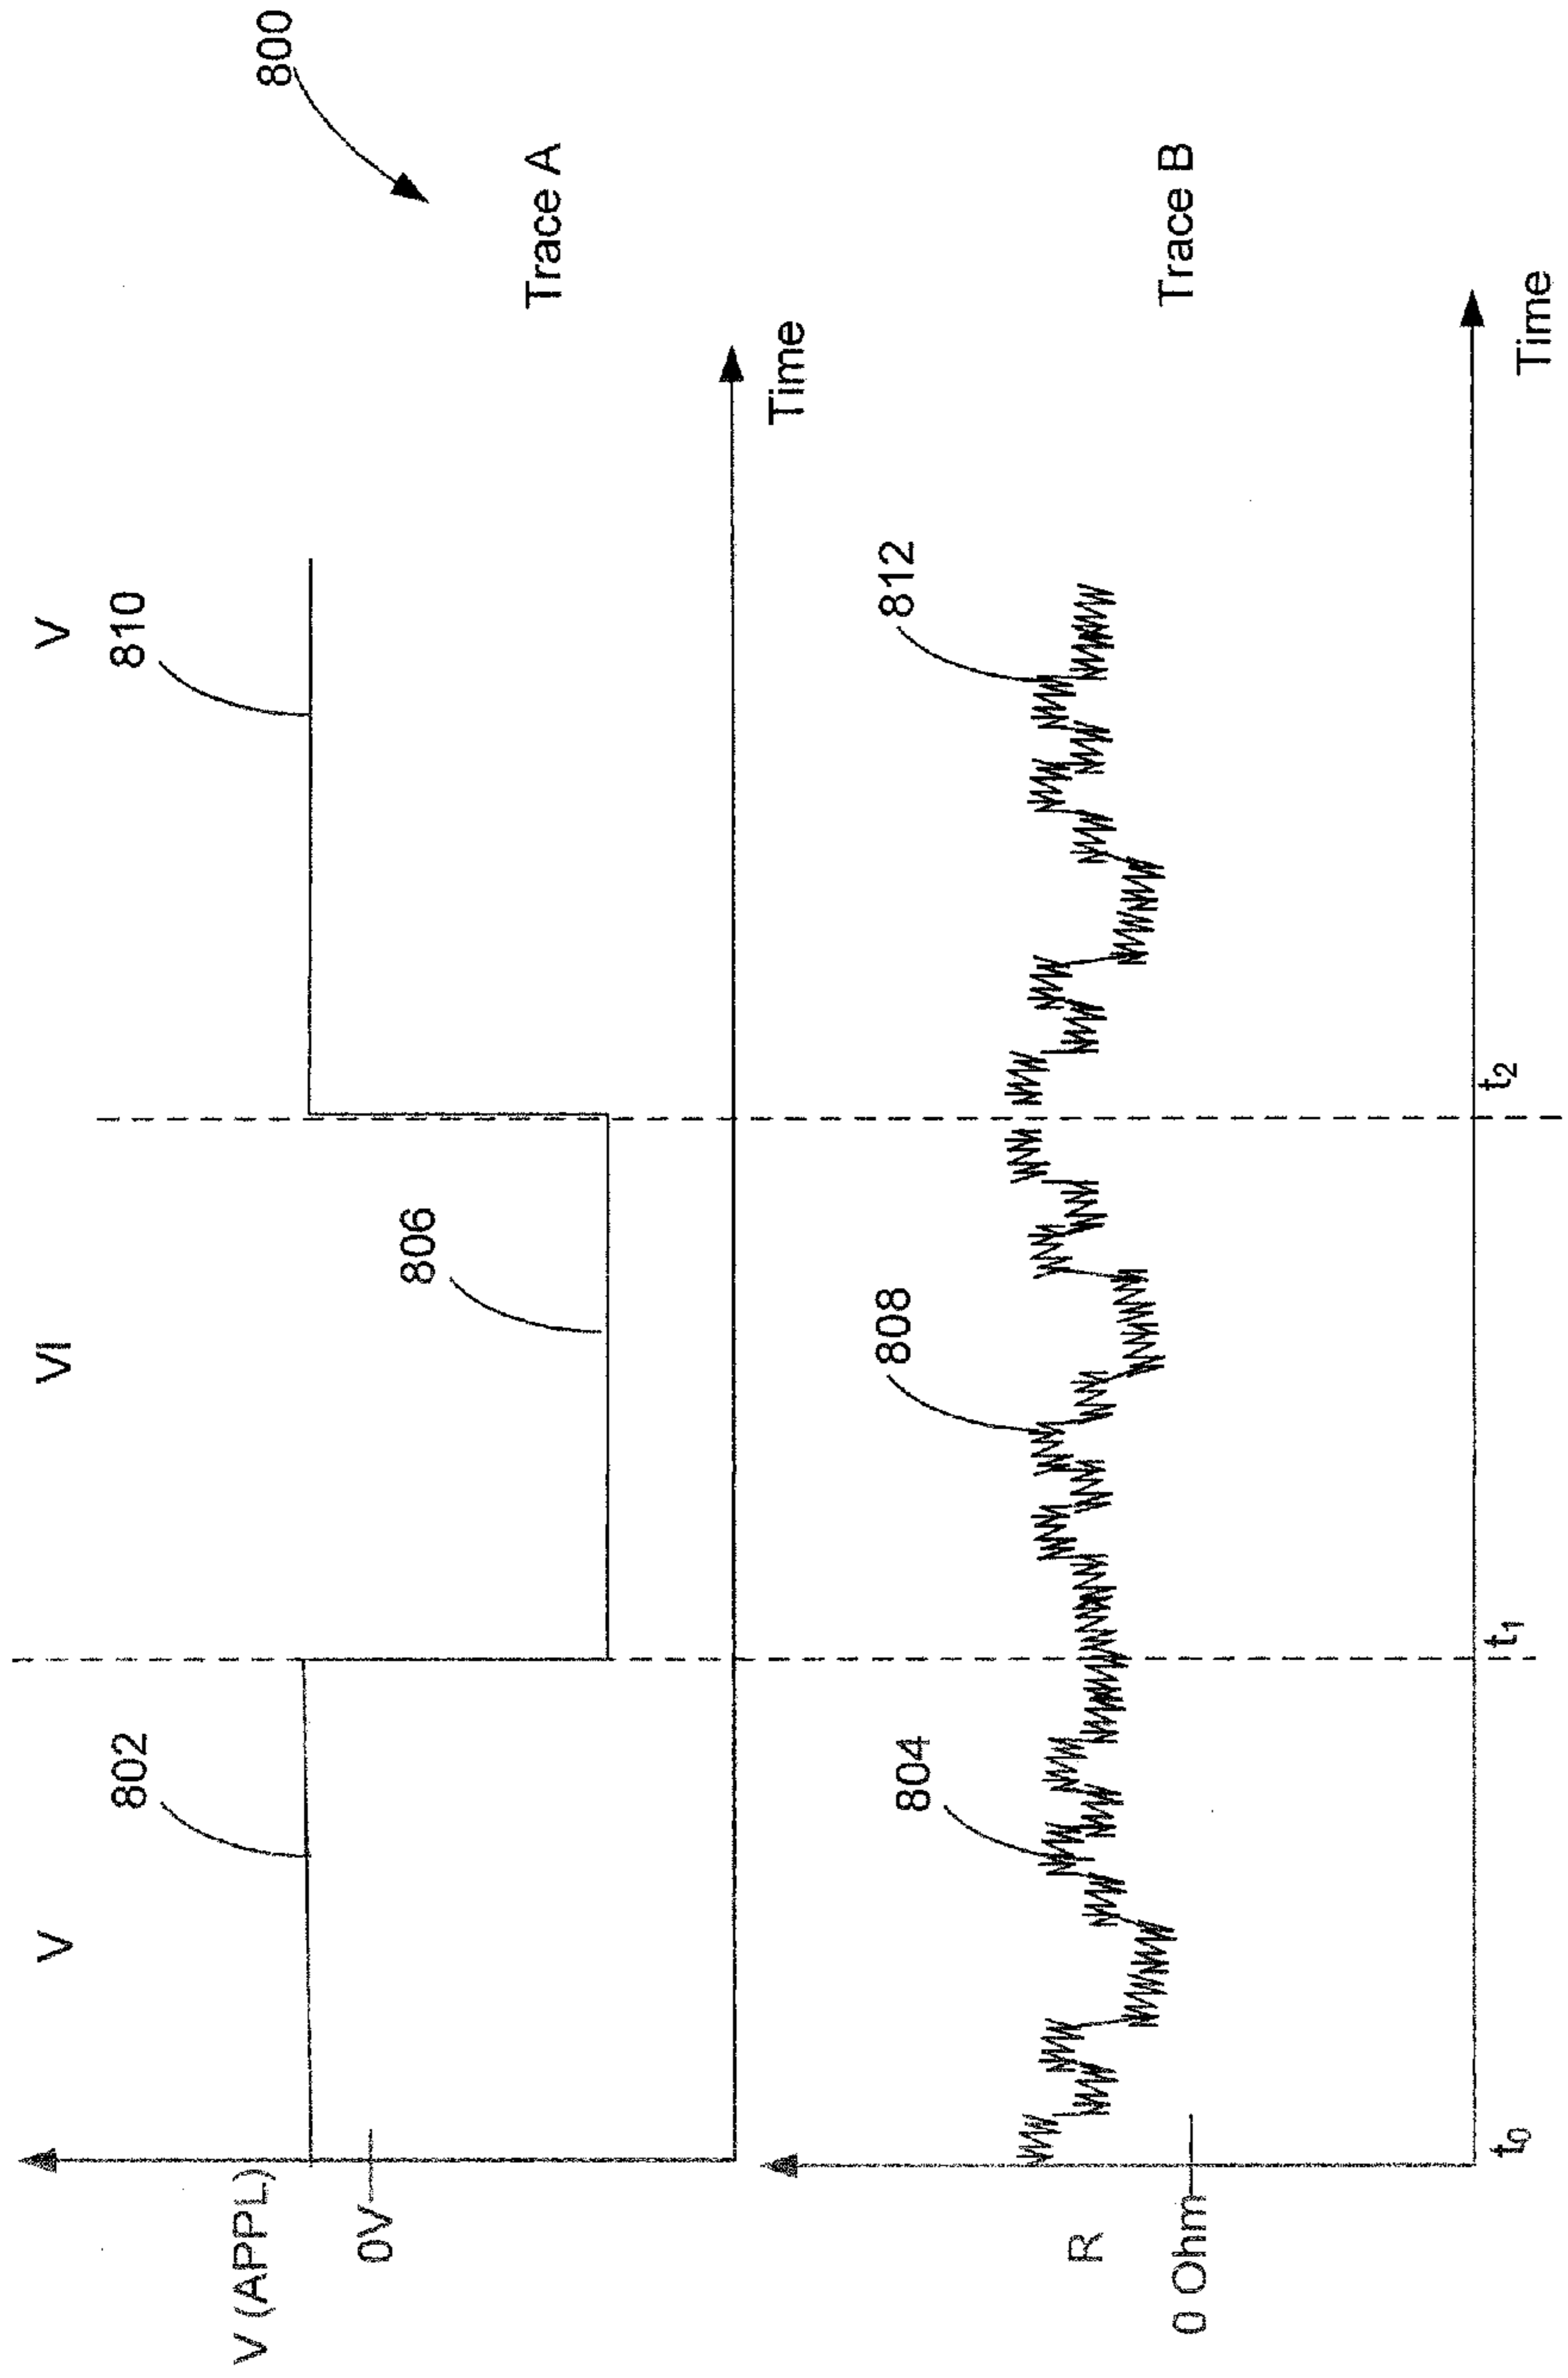 800
V
VI
V
802
806
810
V (APPL)
0V
Time
Trace A
804
808
812
R
0 Ohm
t0
t1
t2
Time
Trace B